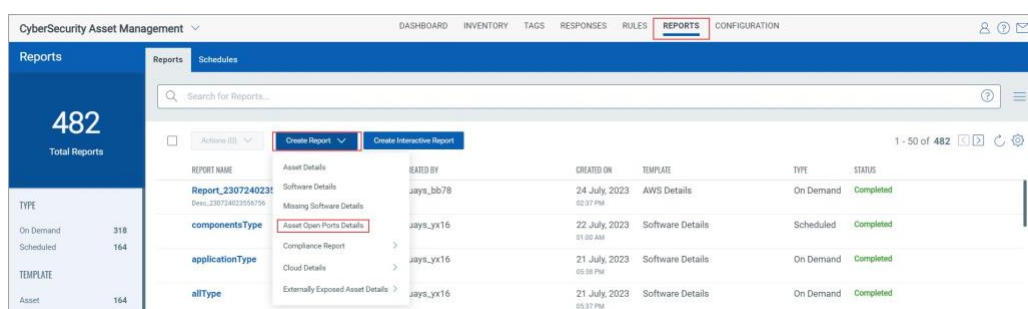 CyberSecurity Asset Management
DASHBOARD INVENTORY TAGS RESPONSES RULES REPORTS CONFIGURATION
Reports
Reports Schedules
Search for Reports...
482
Total Reports
Actions (0) Create Report Create Interactive Report 1 - 50 of 482
REPORT NAME EATED BY CREATED ON TEMPLATE TYPE STATUS
Asset Details
Software Details
Missing Software Details
Asset Open Ports Details
Compliance Report
Cloud Details
Externally Exposed Asset Details
Report_2307240235 uays_bb78 24 July, 2023 AWS Details On Demand Completed
Desc_230724023556756 02:37 PM
componentsType uays_yx16 22 July, 2023 Software Details Scheduled Completed
01:00 AM
applicationType uays_yx16 21 July, 2023 Software Details On Demand Completed
05:38 PM
allType uays_yx16 21 July, 2023 Software Details On Demand Completed
05:37 PM
TYPE
On Demand 318
Scheduled 164
TEMPLATE
Asset 164